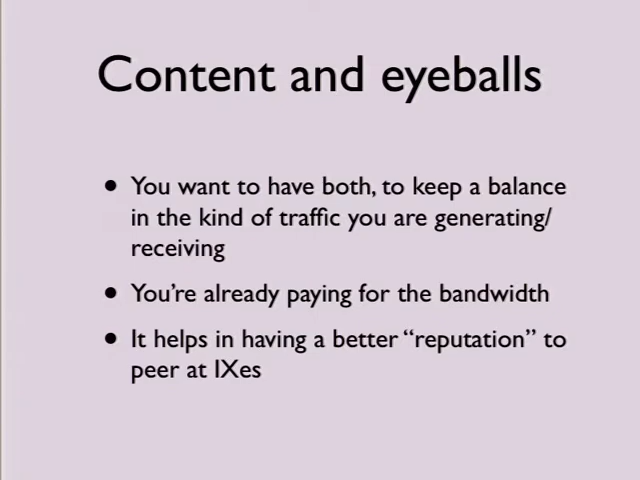 Content and eyeballs
• You want to have both, to keep a balance
in the kind of traffic you are generating/
receiving
• You’re already paying for the bandwidth
• It helps in having a better “reputation” to
peer at IXes